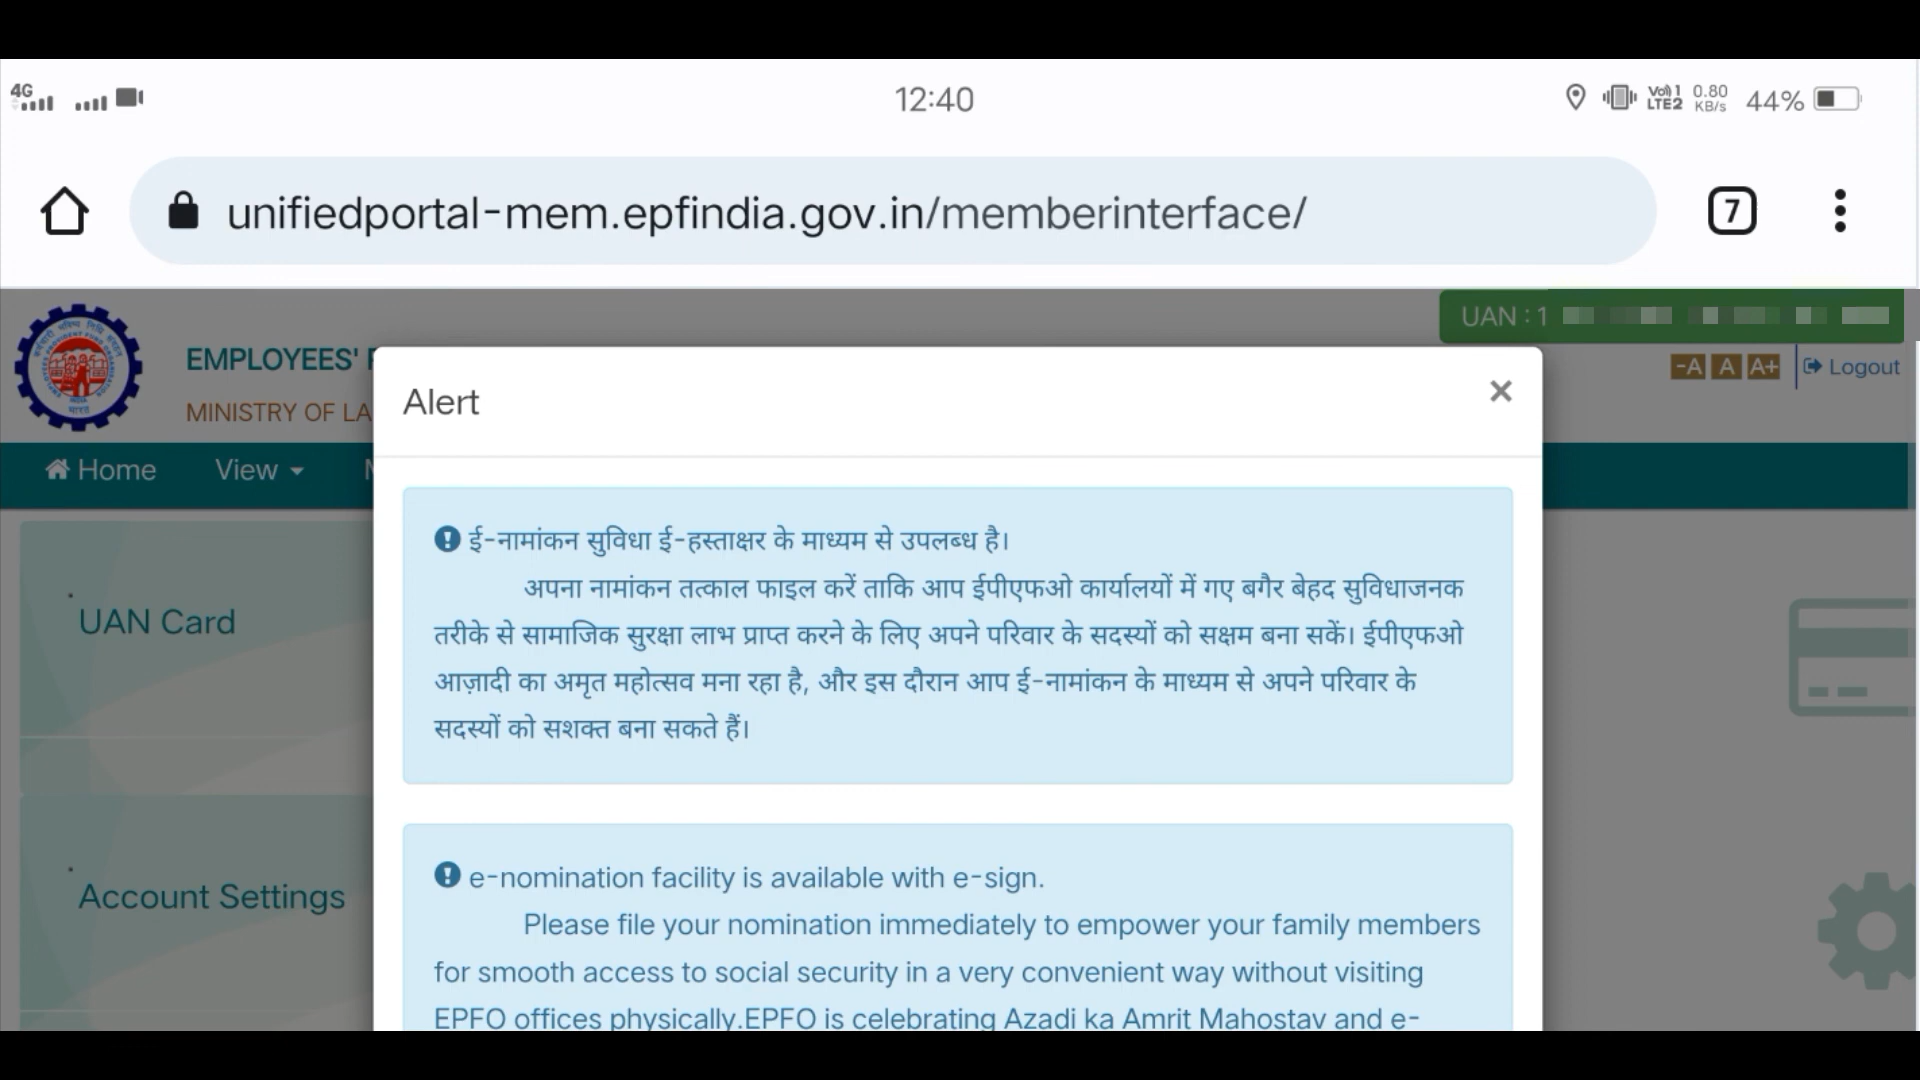 4G
12:40
Vo))1 LTE2
0.80 KB/s
44%
unifiedportal-mem.epfindia.gov.in/memberinterface/
7
UAN : 1
EMPLOYEES'
MINISTRY OF LA
-A A A+ Logout
Alert ×
Home View
ई-नामांकन सुविधा ई-हस्ताक्षर के माध्यम से उपलब्ध है।
अपना नामांकन तत्काल फाइल करें ताकि आप ईपीएफओ कार्यालयों में गए बगैर बेहद सुविधाजनक
तरीके से सामाजिक सुरक्षा लाभ प्राप्त करने के लिए अपने परिवार के सदस्यों को सक्षम बना सकें। ईपीएफओ
आज़ादी का अमृत महोत्सव मना रहा है, और इस दौरान आप ई-नामांकन के माध्यम से अपने परिवार के
सदस्यों को सशक्त बना सकते हैं।
UAN Card
e-nomination facility is available with e-sign.
Please file your nomination immediately to empower your family members
for smooth access to social security in a very convenient way without visiting
EPFO offices physically.EPFO is celebrating Azadi ka Amrit Mahostav and e-
Account Settings